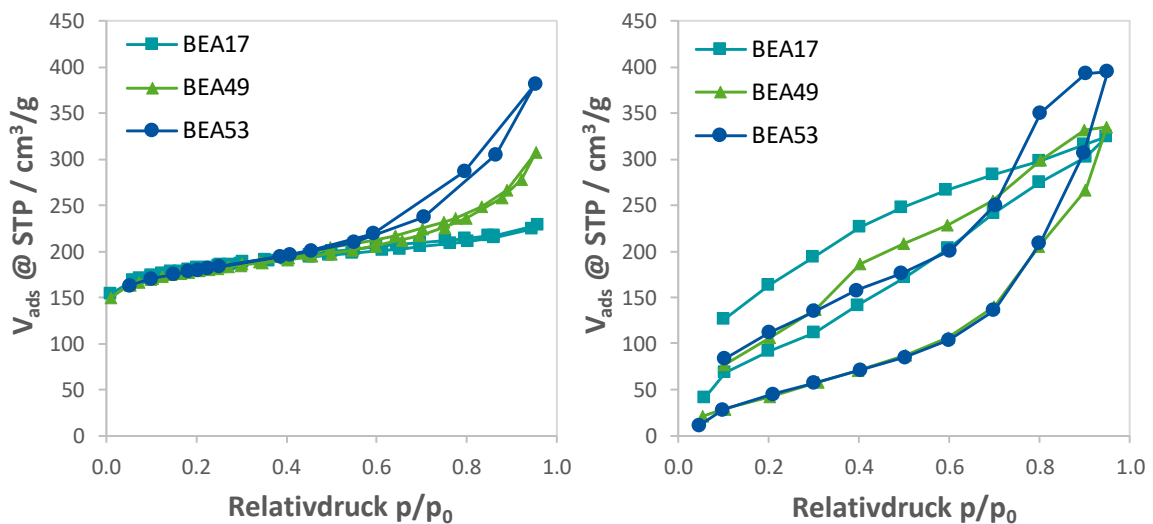 450
400
350
300
250
200
150
100
50
0
V_ads @ STP / cm³/g
BEA17
BEA49
BEA53
0.0 0.2 0.4 0.6 0.8 1.0
Relativdruck p/p₀
450
400
350
300
250
200
150
100
50
0
V_ads @ STP / cm³/g
BEA17
BEA49
BEA53
0.0 0.2 0.4 0.6 0.8 1.0
Relativdruck p/p₀